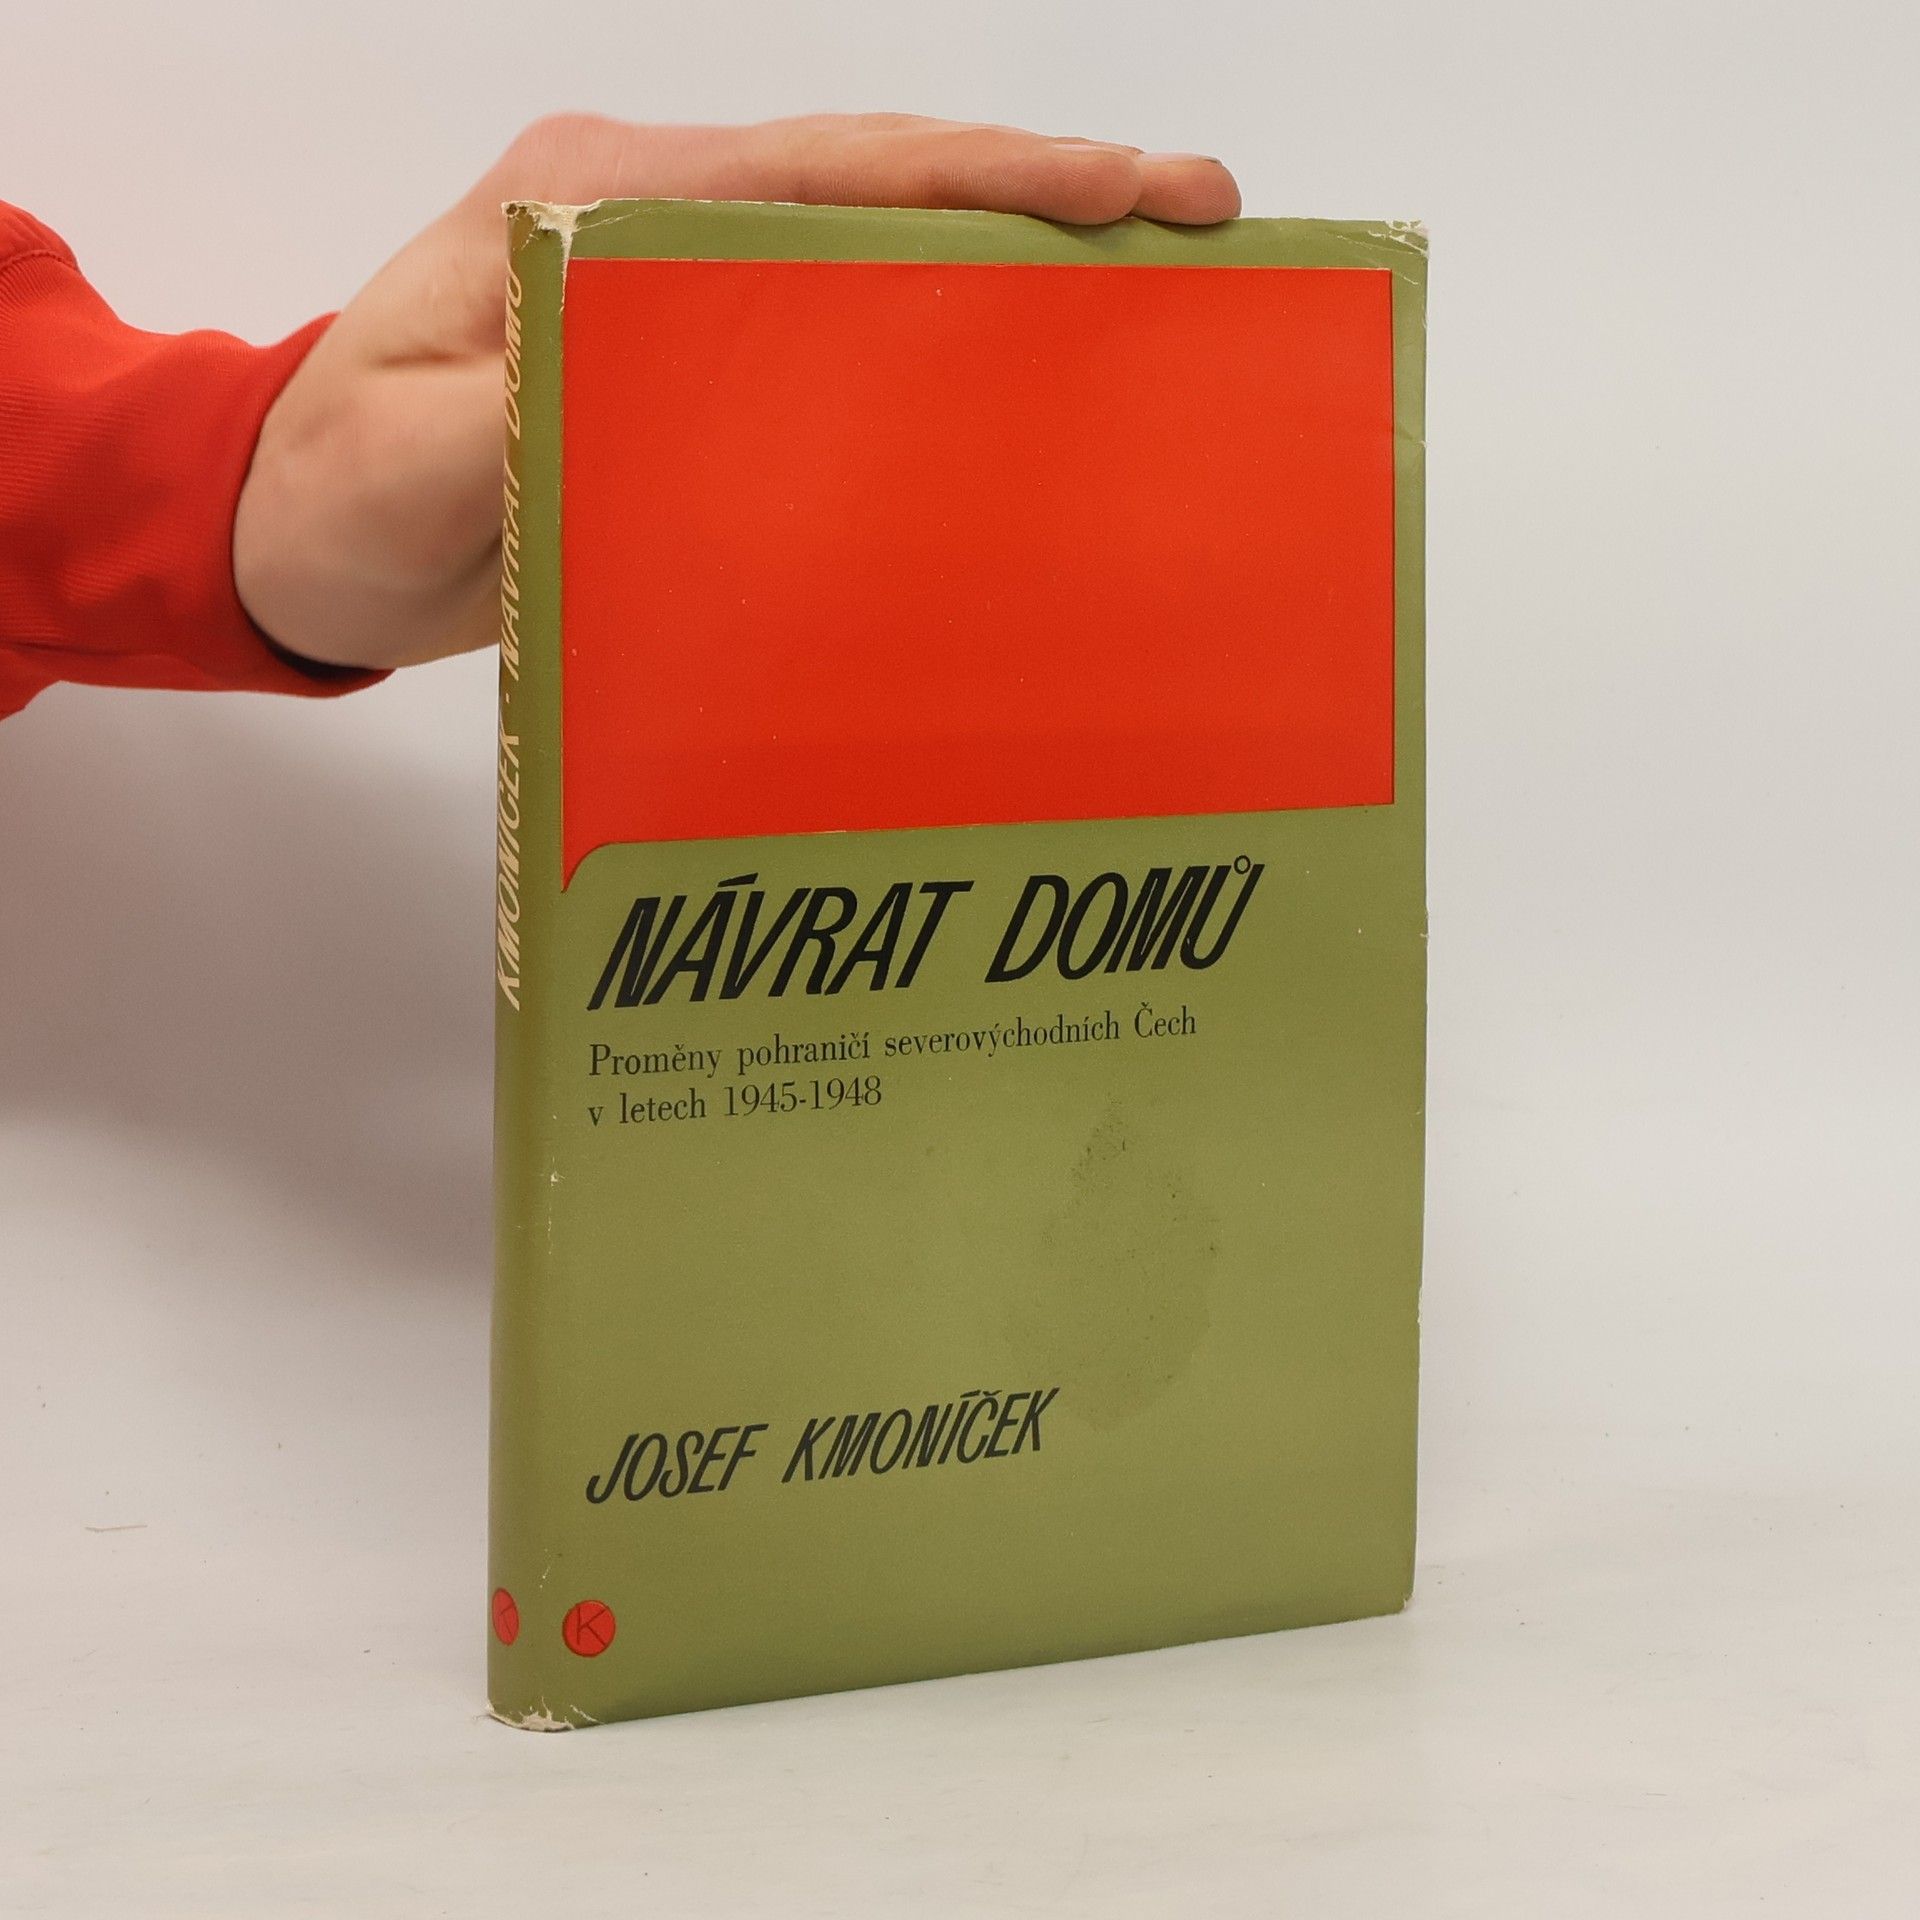 KMONÍČEK · NÁVRAT DOMŮ
NÁVRAT DOMŮ
Proměny pohraničí severovýchodních Čech
v letech 1945-1948
JOSEF KMONÍČEK
K
K